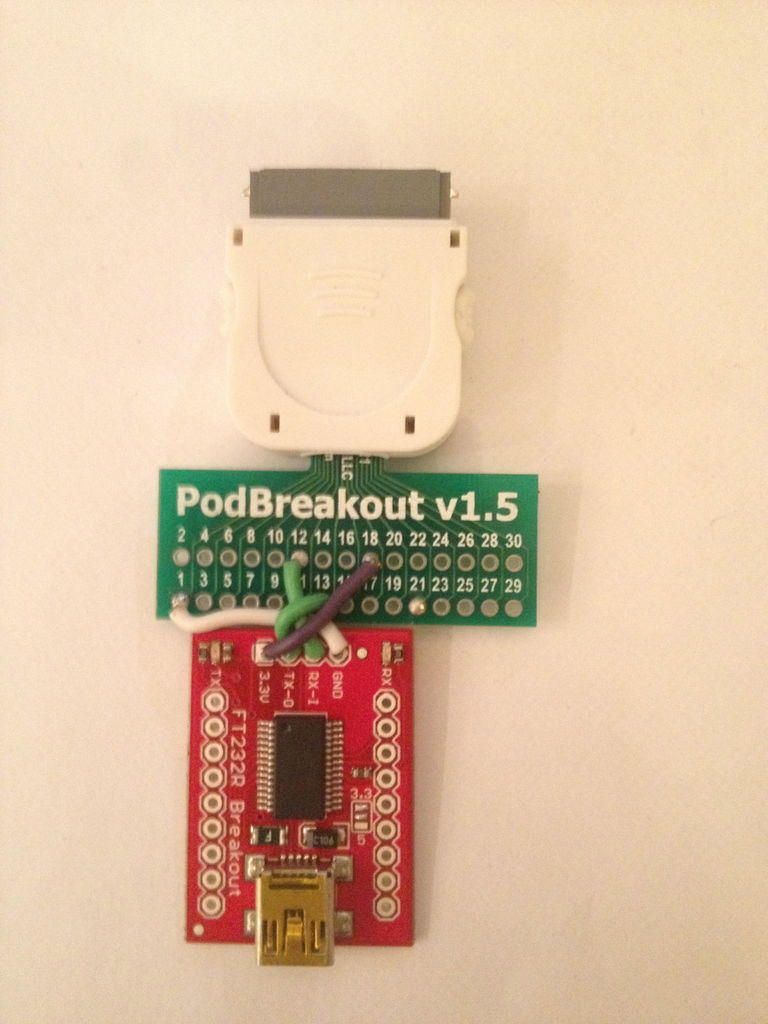 LLC
PodBreakout v1.5
2 4 6 8 10 12 14 16 18 20 22 24 26 28 30
1 3 5 7 9 13 17 19 21 23 25 27 29
TX
3.3V
TX-O
RX-I
GND
RX
FT232R Breakout
3.3
5
F
C106